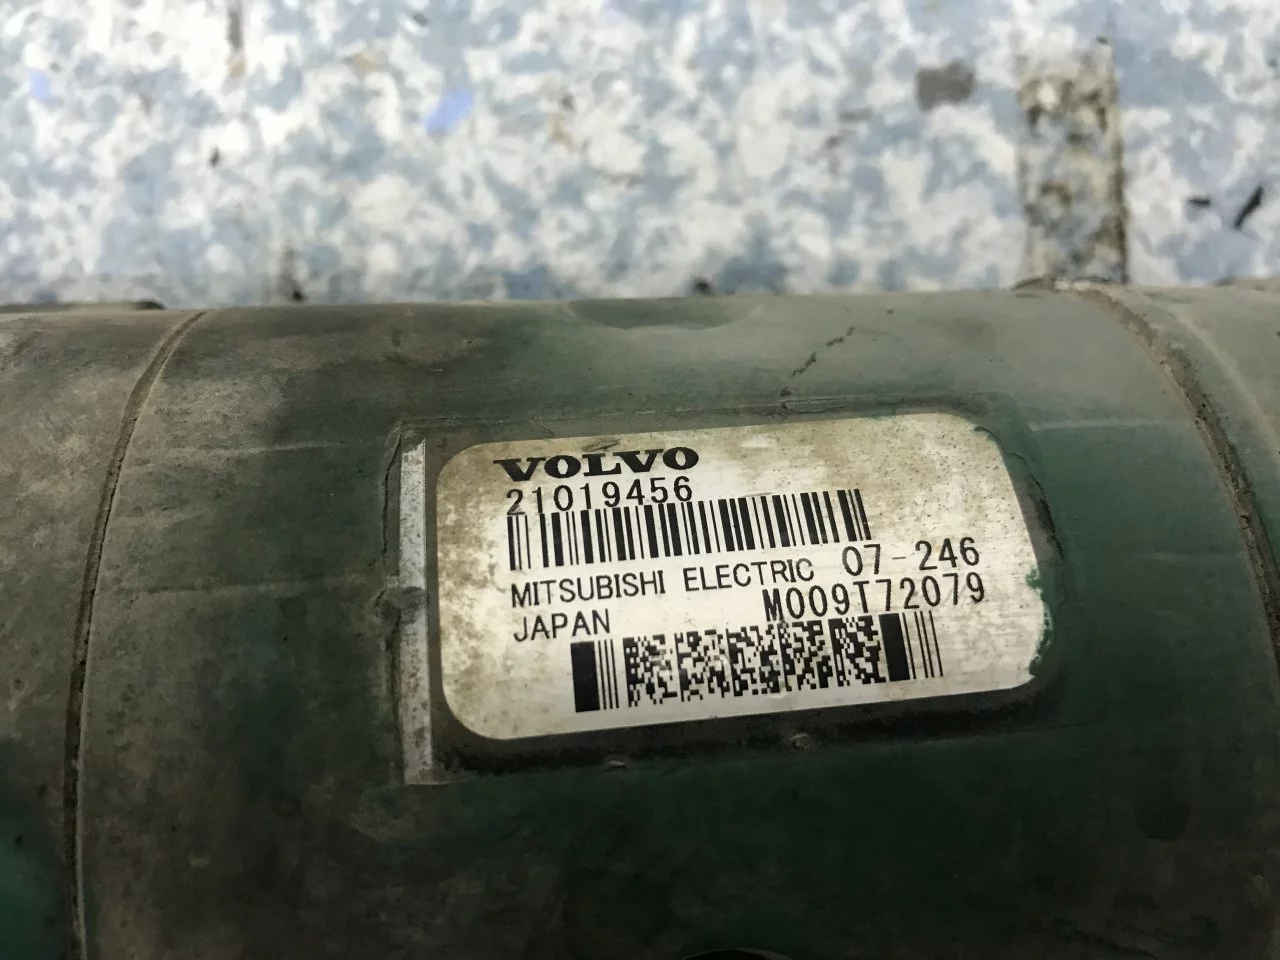 VOLVO
21019456
MITSUBISHI ELECTRIC 07-246
JAPAN M009T72079